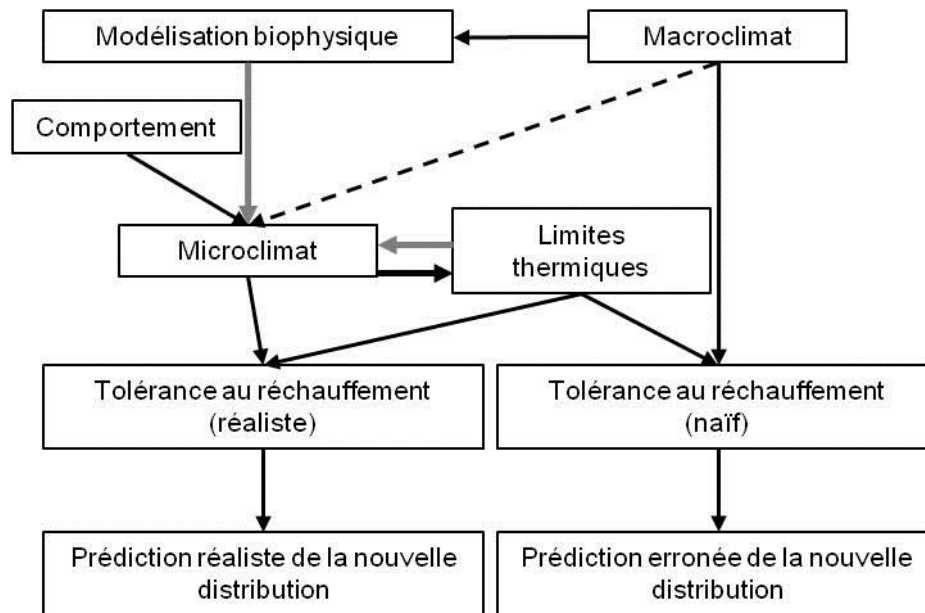 Modélisation biophysique
Macroclimat
Comportement
Microclimat
Limites
thermiques
Tolérance au réchauffement
(réaliste)
Tolérance au réchauffement
(naïf)
Prédiction réaliste de la nouvelle
distribution
Prédiction erronée de la nouvelle
distribution